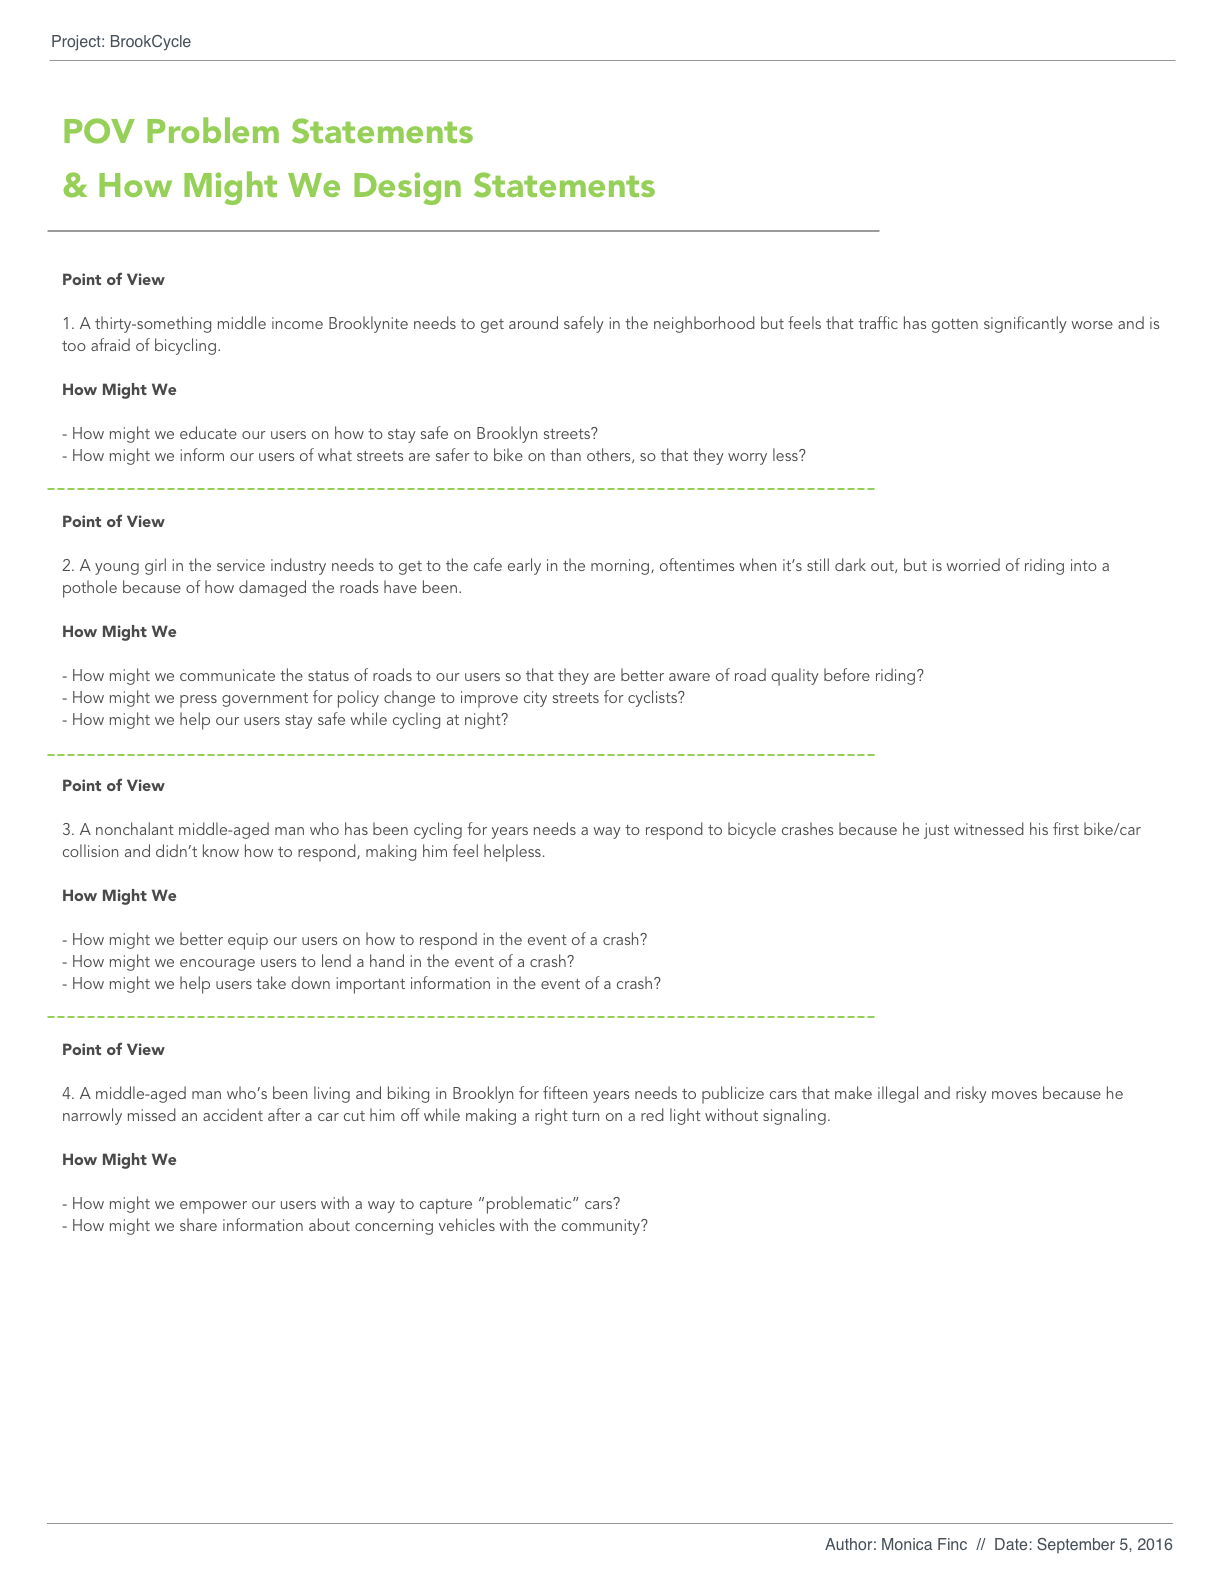 Project: BrookCycle
POV Problem Statements
& How Might We Design Statements
Point of View
1. A thirty-something middle income Brooklynite needs to get around safely in the neighborhood but feels that traffic has gotten significantly worse and is
too afraid of bicycling.
How Might We
- How might we educate our users on how to stay safe on Brooklyn streets?
- How might we inform our users of what streets are safer to bike on than others, so that they worry less?
Point of View
2. A young girl in the service industry needs to get to the cafe early in the morning, oftentimes when it’s still dark out, but is worried of riding into a
pothole because of how damaged the roads have been.
How Might We
- How might we communicate the status of roads to our users so that they are better aware of road quality before riding?
- How might we press government for policy change to improve city streets for cyclists?
- How might we help our users stay safe while cycling at night?
Point of View
3. A nonchalant middle-aged man who has been cycling for years needs a way to respond to bicycle crashes because he just witnessed his first bike/car
collision and didn’t know how to respond, making him feel helpless.
How Might We
- How might we better equip our users on how to respond in the event of a crash?
- How might we encourage users to lend a hand in the event of a crash?
- How might we help users take down important information in the event of a crash?
Point of View
4. A middle-aged man who’s been living and biking in Brooklyn for fifteen years needs to publicize cars that make illegal and risky moves because he
narrowly missed an accident after a car cut him off while making a right turn on a red light without signaling.
How Might We
- How might we empower our users with a way to capture “problematic” cars?
- How might we share information about concerning vehicles with the community?
Author: Monica Finc // Date: September 5, 2016